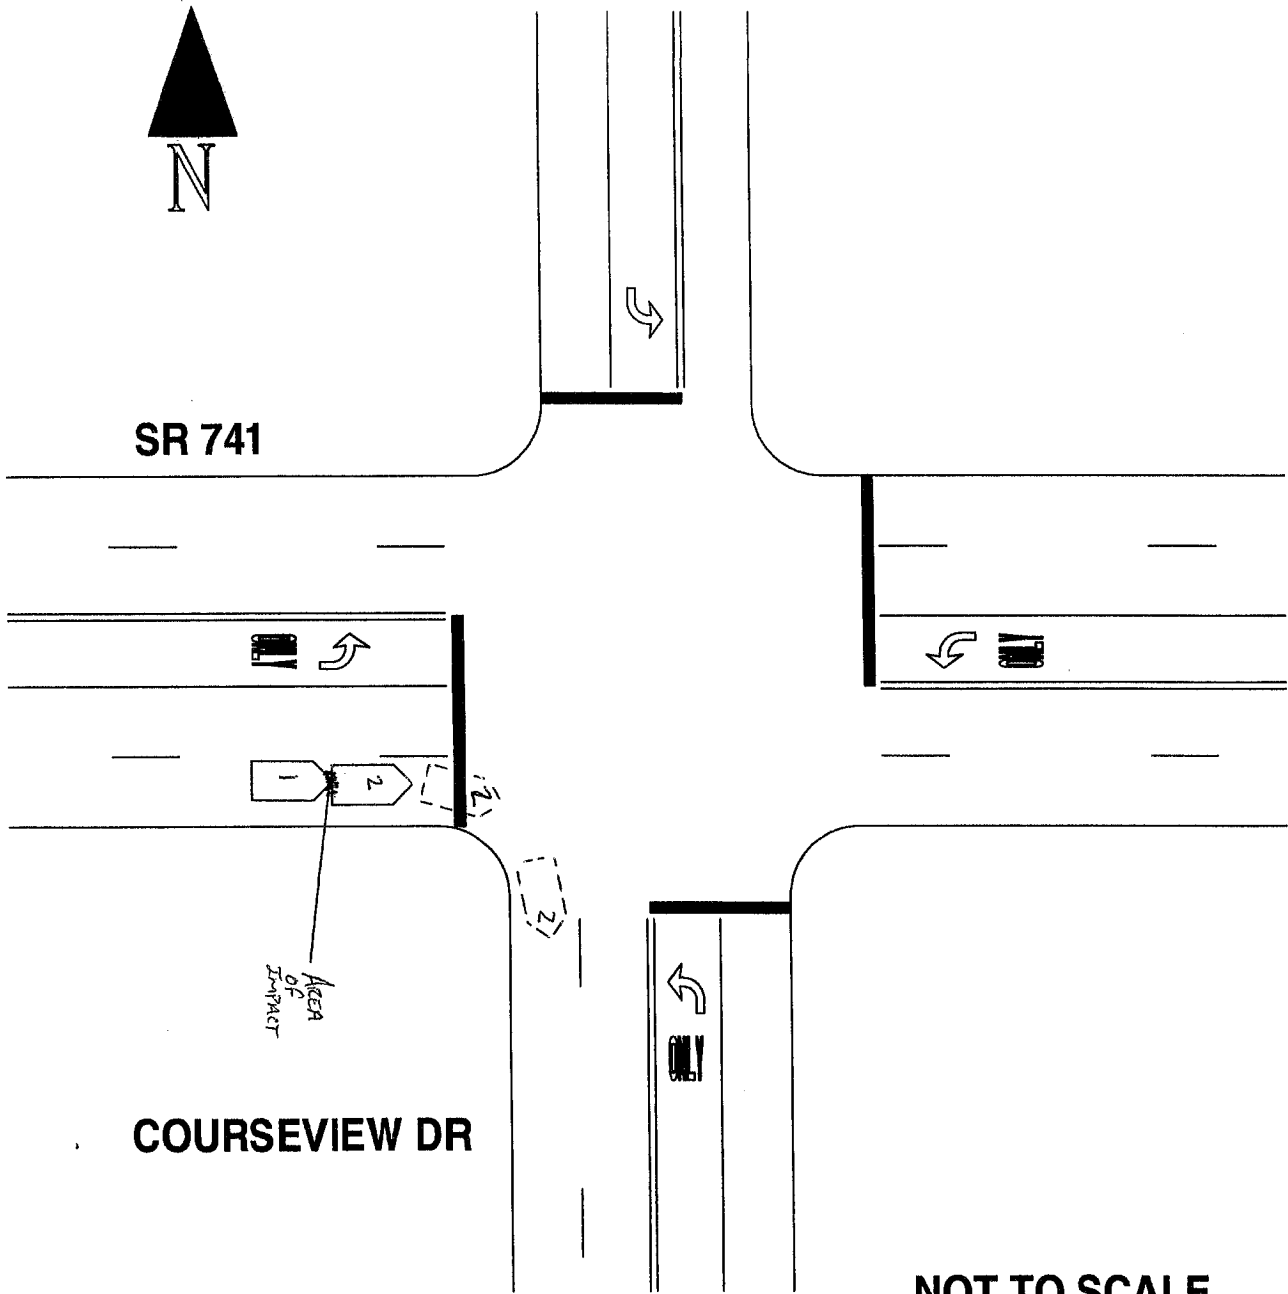 N
SR 741
ONLY
ONLY
1
2
2
2
AREA
OF
IMPACT
ONLY
COURSEVIEW DR
NOT TO SCALE